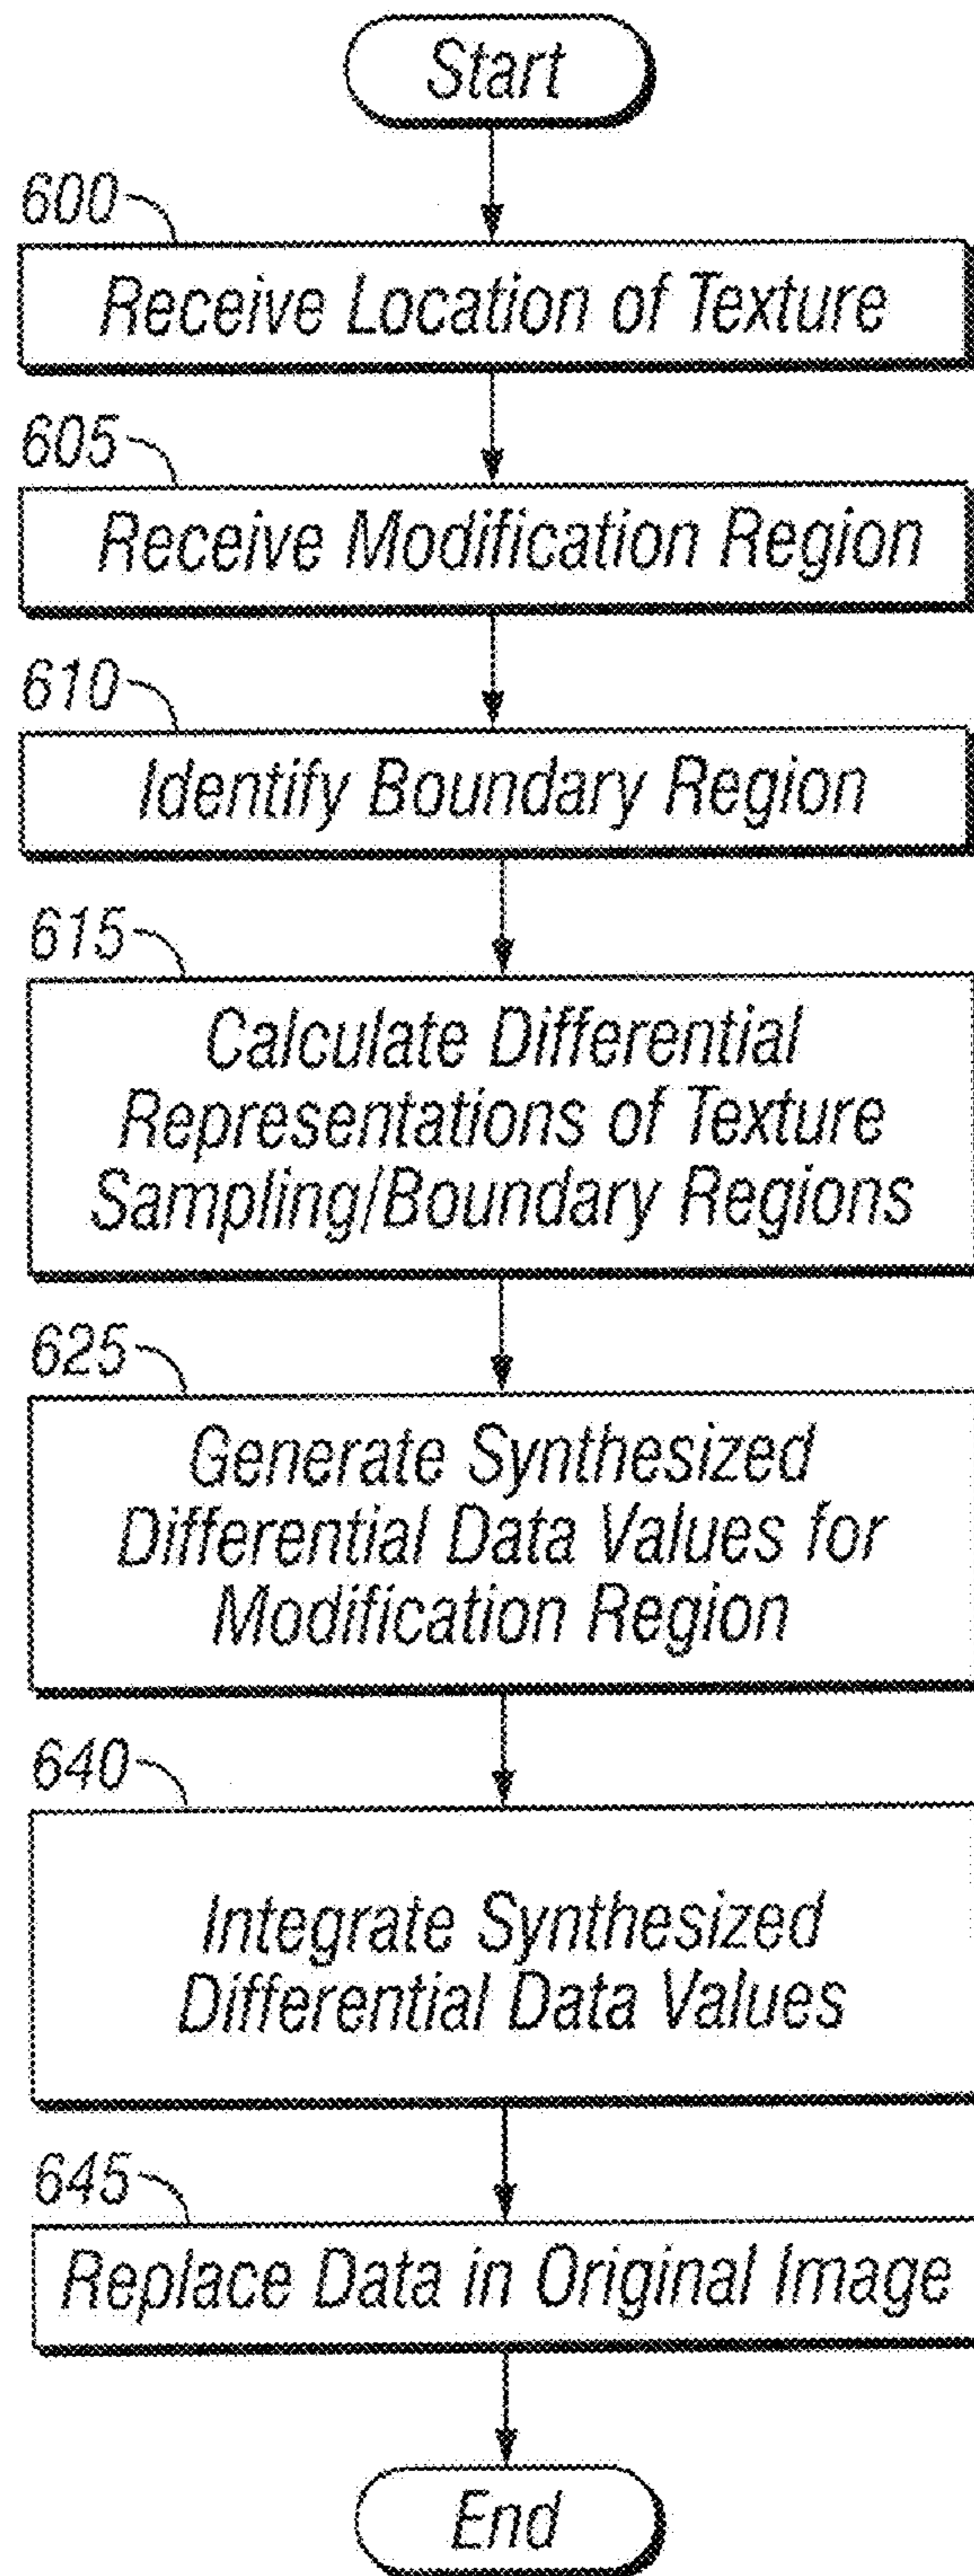 Start
600
Receive Location of Texture
605
Receive Modification Region
610
Identify Boundary Region
615
Calculate Differential
Representations of Texture
Sampling/Boundary Regions
625
Generate Synthesized
Differential Data Values for
Modification Region
640
Integrate Synthesized
Differential Data Values
645
Replace Data in Original Image
End